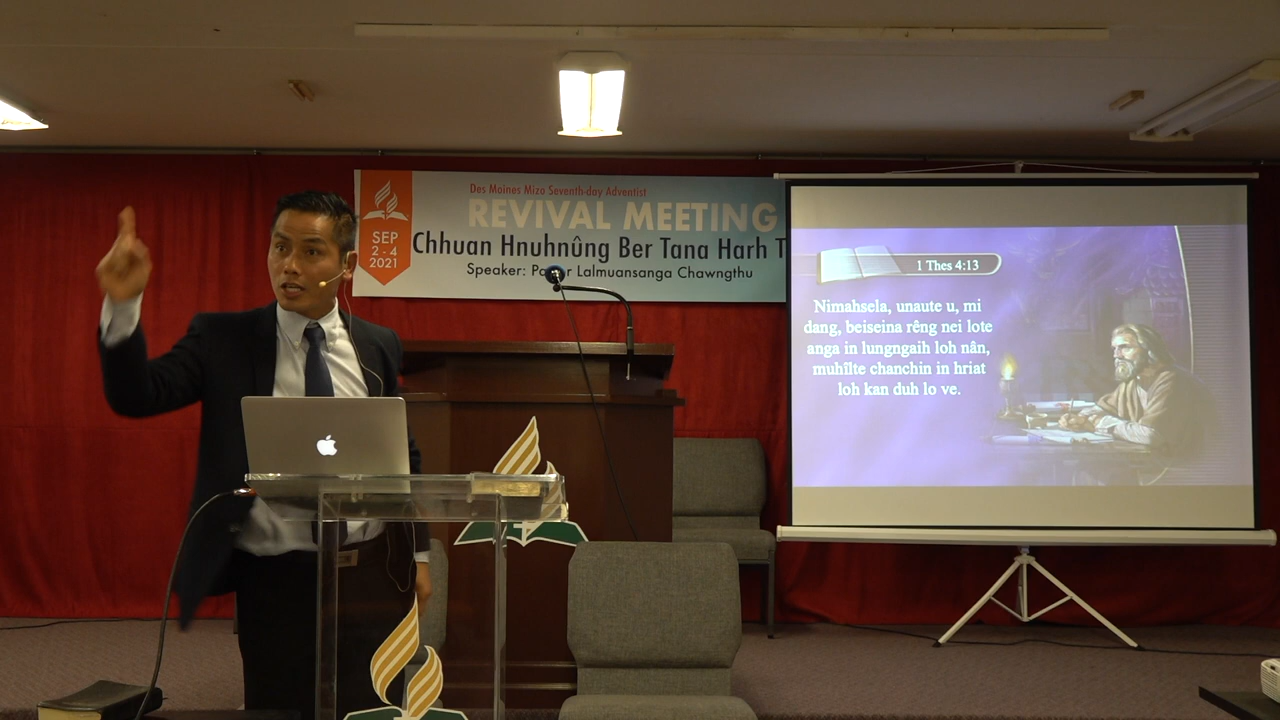 Des Moines Mizo Seventh-day Adventist
REVIVAL MEETING
SEP
2 - 4
2021
Chhuan Hnuhnûng Ber Tana Harh T
Speaker: Lalmuansanga Chawngthu
1 Thes 4:13
Nimahsela, unaute u, mi
dang, beiseina rêng nei lote
anga in lungngaih loh nân,
muhîlte chanchin in hriat
loh kan duh lo ve.